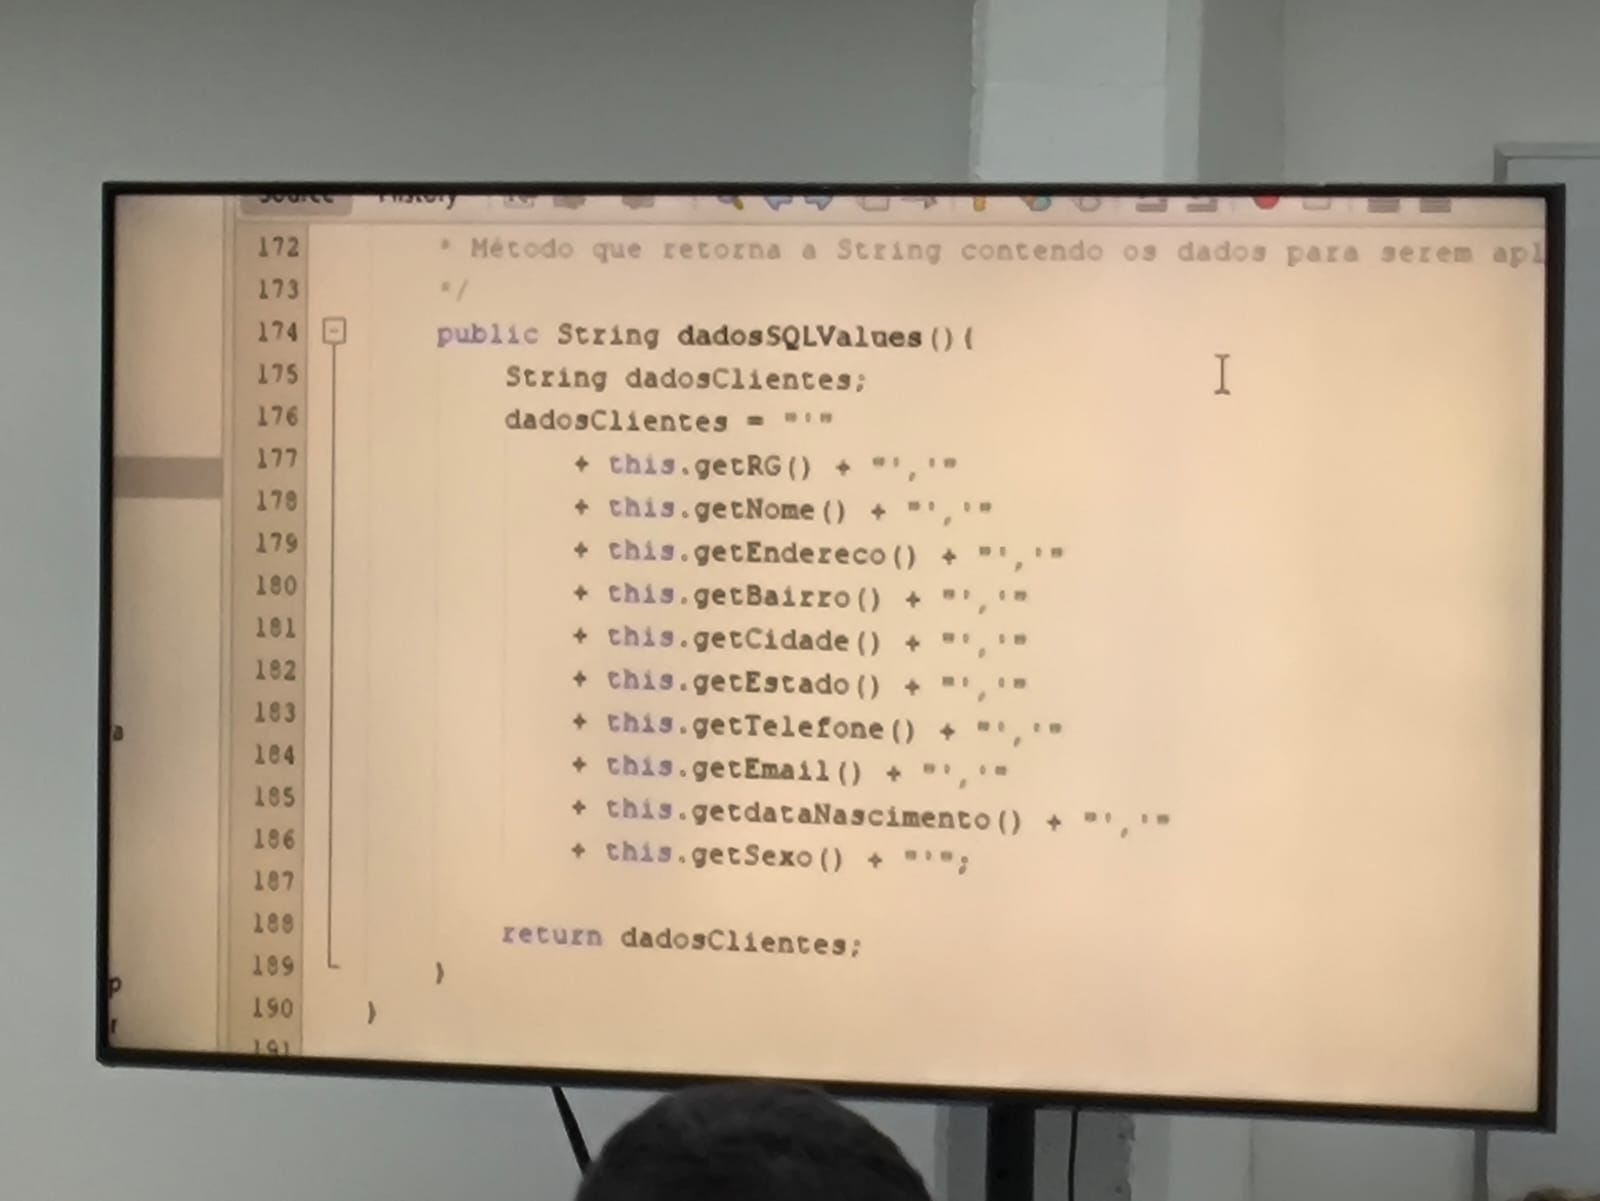 Source History
172 * Método que retorna a String contendo os dados para serem apl
173 */
174 public String dadosSQLValues(){
175 String dadosClientes;
176 dadosClientes = "'"
177 + this.getRG() + "','"
178 + this.getNome() + "','"
179 + this.getEndereco() + "','"
180 + this.getBairro() + "','"
181 + this.getCidade() + "','"
182 + this.getEstado() + "','"
183 + this.getTelefone() + "','"
184 + this.getEmail() + "','"
185 + this.getdataNascimento() + "','"
186 + this.getSexo() + "'";
187
188 return dadosClientes;
189 }
190 }
191
a
p
r